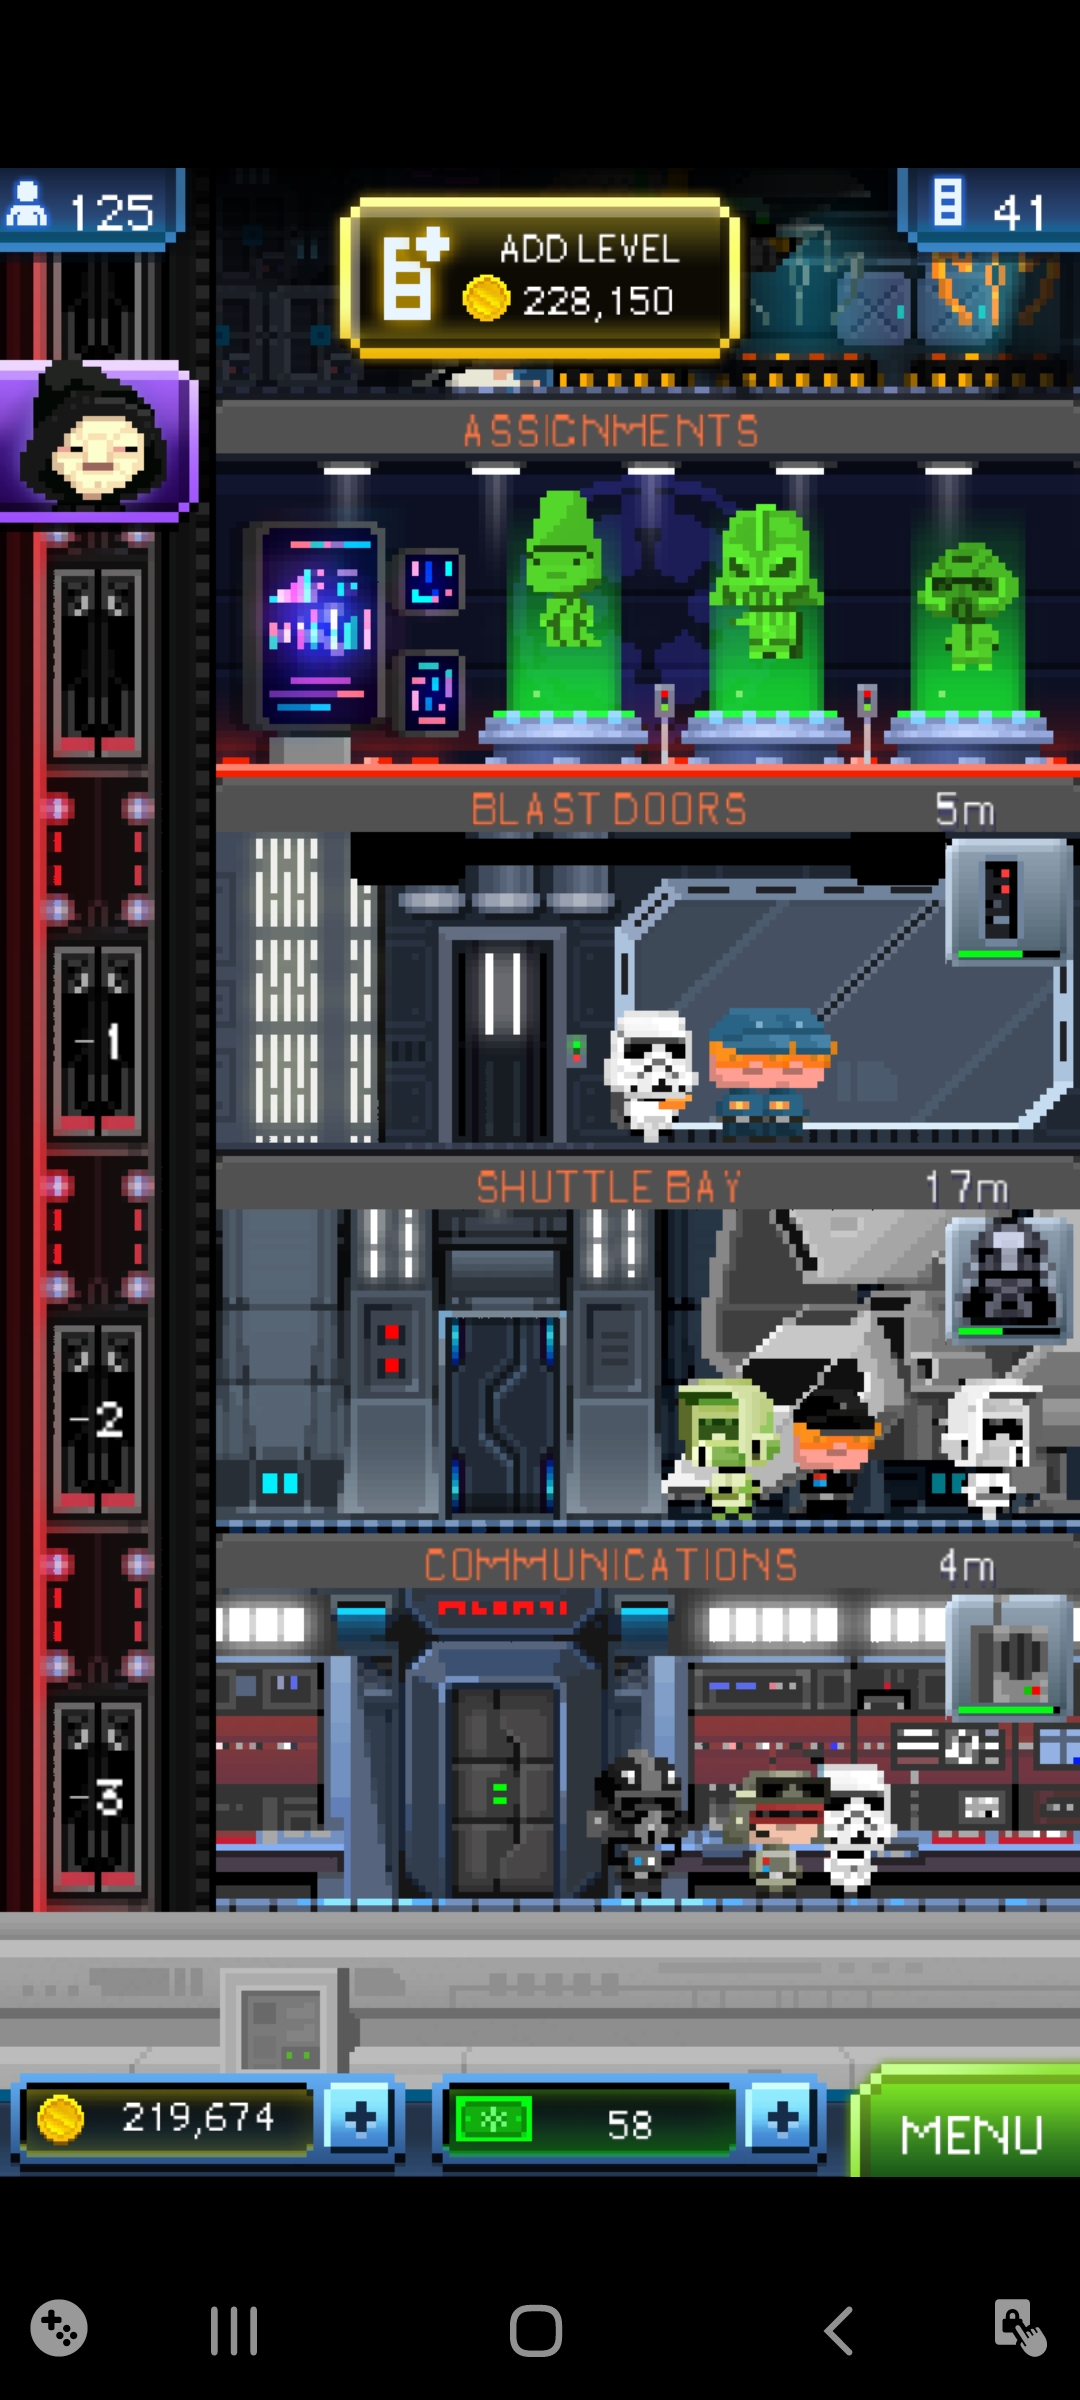 125
ADD LEVEL
228,150
41
ASSIGNMENTS
BLAST DOORS
5m
-1
SHUTTLE BAY
17m
-2
COMMUNICATIONS
4m
-3
219,674
58
MENU